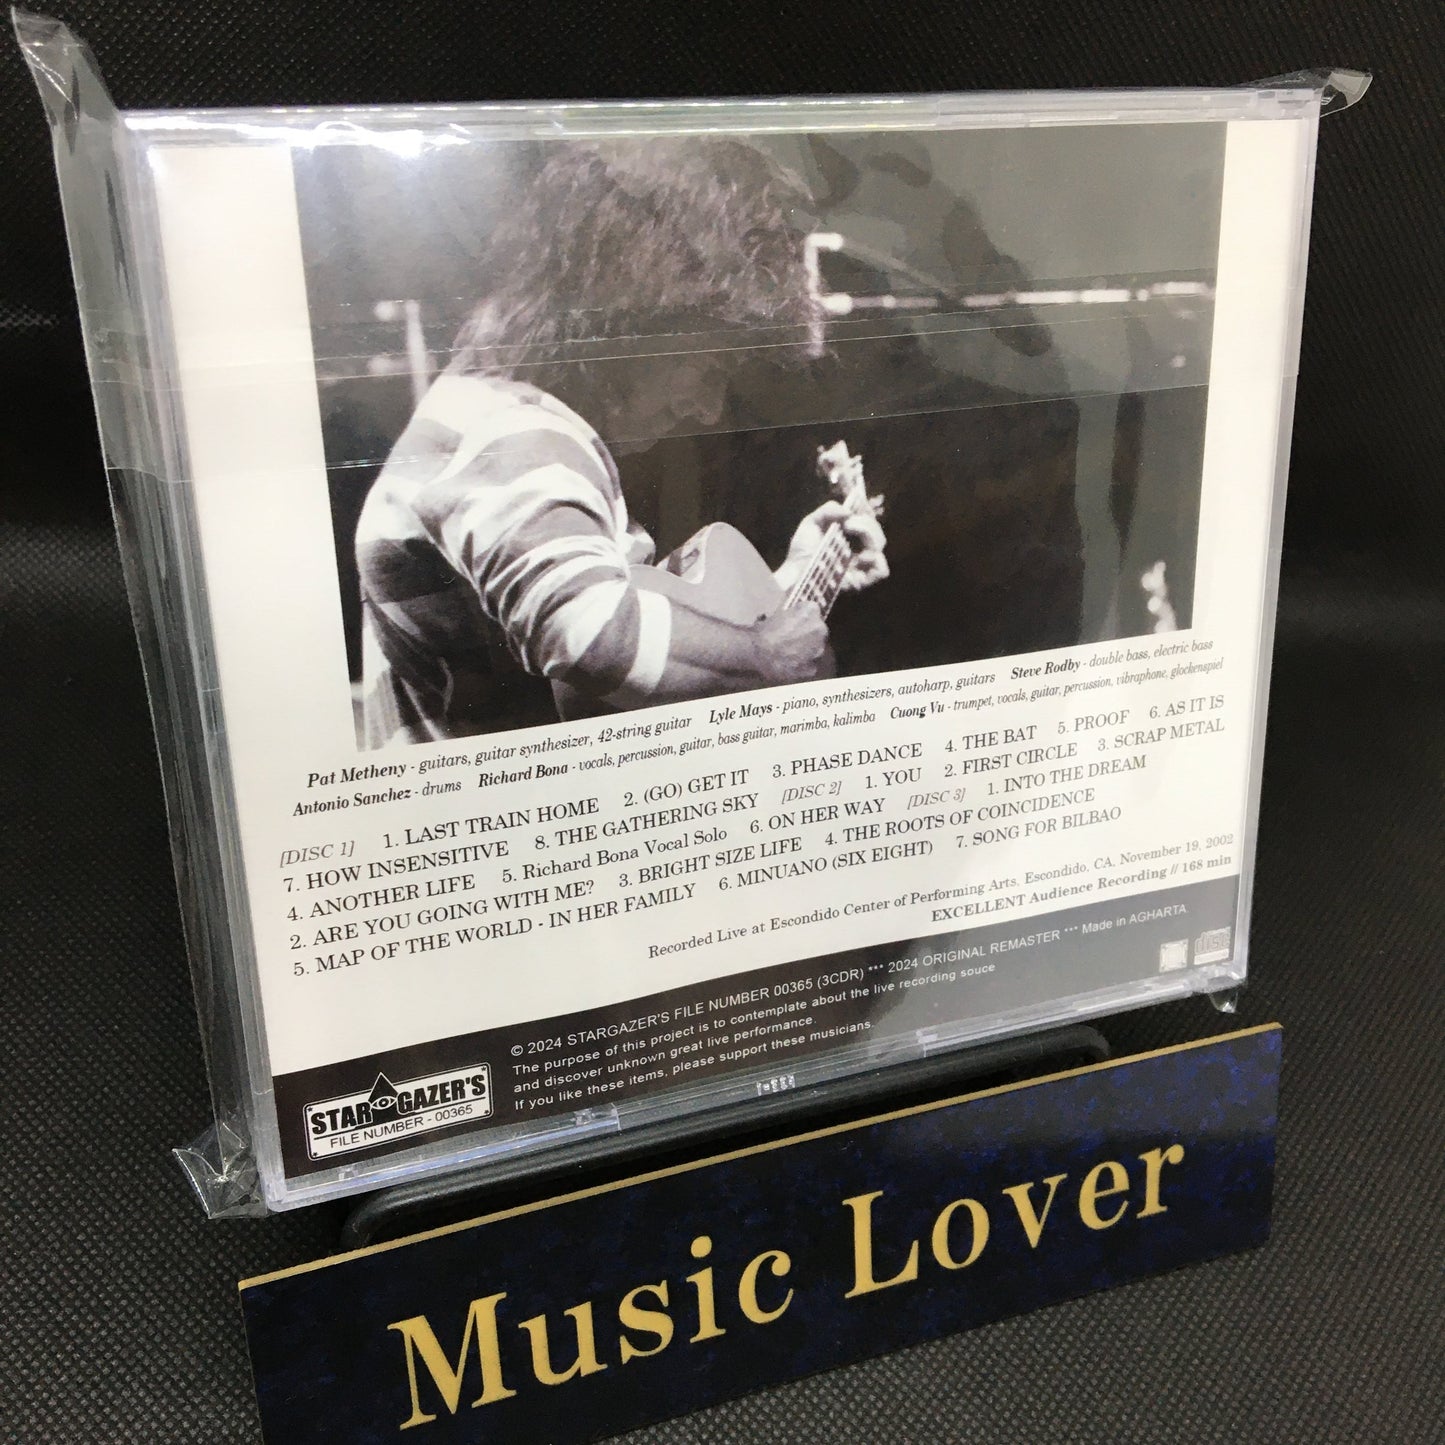 Pat Metheny - guitars, guitar synthesizer, 42-string guitar Lyle Mays - piano, synthesizers, autoharp, guitars Steve Rodby - double bass, electric bass
Antonio Sanchez - drums Richard Bona - vocals, percussion, guitar, bass guitar, marimba, kalimba Cuong Vu - trumpet, vocals, guitar, percussion, vibraphone, glockenspiel
[DISC 1] 1. LAST TRAIN HOME 2. (GO) GET IT 3. PHASE DANCE 4. THE BAT 5. PROOF 6. AS IT IS
7. HOW INSENSITIVE 8. THE GATHERING SKY [DISC 2] 1. YOU 2. FIRST CIRCLE 3. SCRAP METAL
4. ANOTHER LIFE 5. Richard Bona Vocal Solo 6. ON HER WAY [DISC 3] 1. INTO THE DREAM
2. ARE YOU GOING WITH ME? 3. BRIGHT SIZE LIFE 4. THE ROOTS OF COINCIDENCE
5. MAP OF THE WORLD - IN HER FAMILY 6. MINUANO (SIX EIGHT) 7. SONG FOR BILBAO
Recorded Live at Escondido Center of Performing Arts, Escondido, CA, November 19, 2002
EXCELLENT Audience Recording // 168 min
© 2024 STARGAZER'S FILE NUMBER 00365 (3CDR) *** 2024 ORIGINAL REMASTER *** Made in AGHARTA
The purpose of this project is to contemplate about the live recording souce
and discover unknown great live performance.
If you like these items, please support these musicians.
STARGAZER'S
FILE NUMBER - 00365
disc
Music Lover